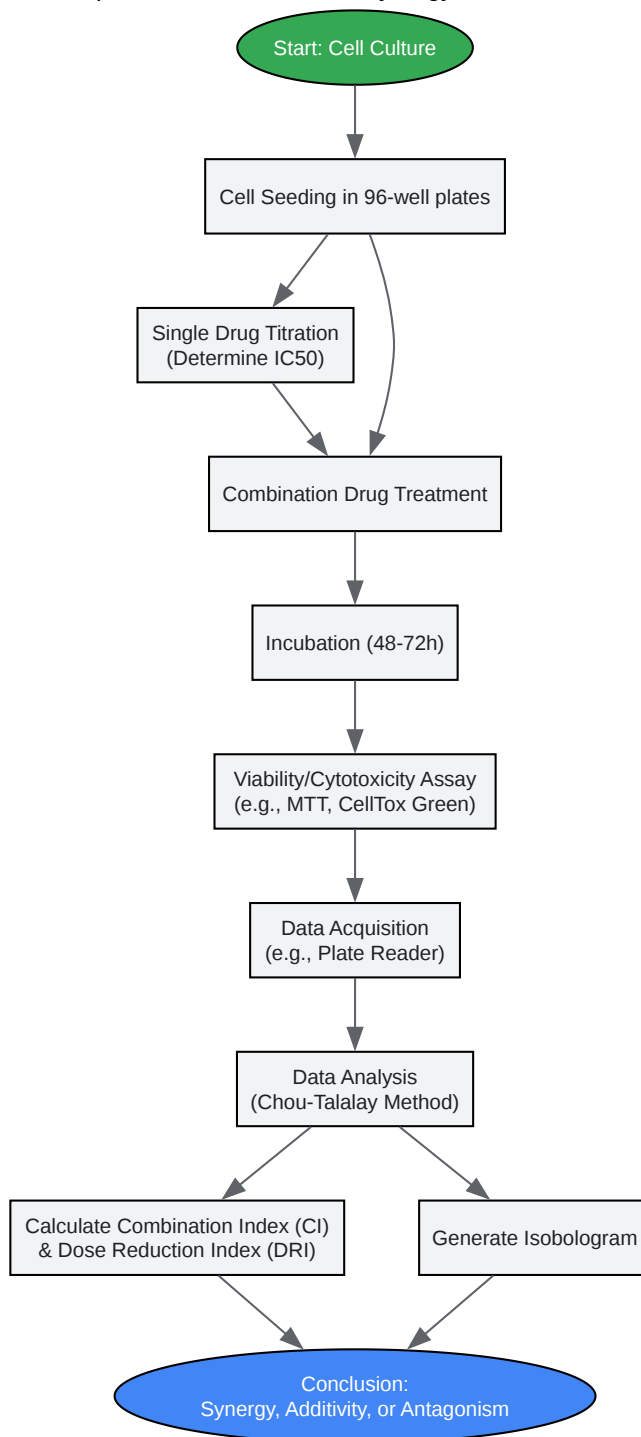 Start: Cell Culture
Cell Seeding in 96-well plates
Single Drug Titration
(Determine IC50)
Combination Drug Treatment
Incubation (48-72h)
Viability/Cytotoxicity Assay
(e.g., MTT, CellTox Green)
Data Acquisition
(e.g., Plate Reader)
Data Analysis
(Chou-Talalay Method)
Calculate Combination Index (CI)
& Dose Reduction Index (DRI)
Generate Isobologram
Conclusion:
Synergy, Additivity, or Antagonism